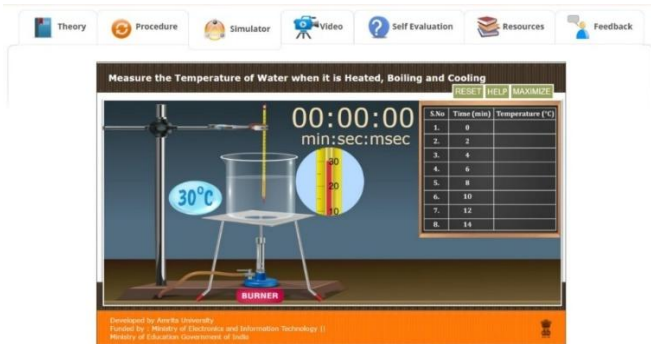 Theory
Procedure
Simulator
Video
Self Evaluation
Resources
Feedback
Measure the Temperature of Water when it is Heated, Boiling and Cooling
RESET HELP MAXIMIZE
00:00:00
min:sec:msec
30
20
10
30°C
BURNER
S.No Time (min) Temperature (°C)
1. 0
2. 2
3. 4
4. 6
5. 8
6. 10
7. 12
8. 14
Developed by Amrita University
Funded by : Ministry of Electronics and Information Technology ||
Ministry of Education Government of India